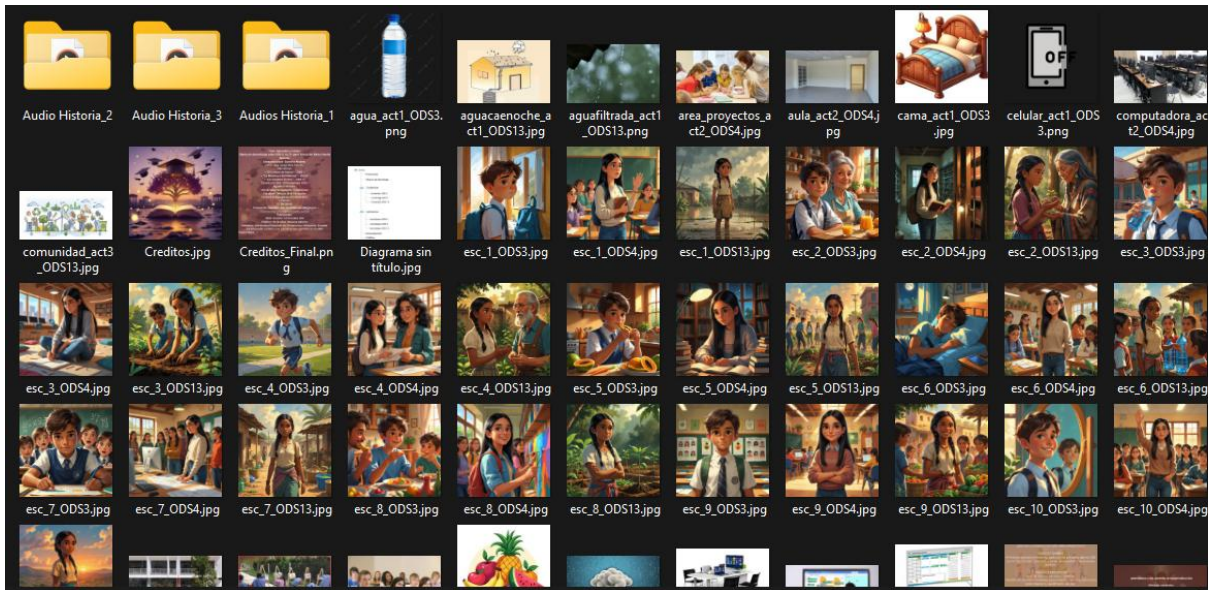 Audio Historia_2
Audio Historia_3
Audios Historia_1
agua_act1_ODS3.
png
aguacaenoche_a
ct1_ODS13.jpg
aguafiltrada_act1
_ODS13.png
area_proyectos_a
ct2_ODS4.jpg
aula_act2_ODS4.j
pg
cama_act1_ODS3
.jpg
OFF
celular_act1_ODS
3.png
computadora_ac
t2_ODS4.jpg
comunidad_act3
_ODS13.jpg
Creditos.jpg
Creditos_Final.pn
g
Diagrama sin
título.jpg
esc_1_ODS3.jpg
esc_1_ODS4.jpg
esc_1_ODS13.jpg
esc_2_ODS3.jpg
esc_2_ODS4.jpg
esc_2_ODS13.jpg
esc_3_ODS3.jpg
esc_3_ODS4.jpg
esc_3_ODS13.jpg
esc_4_ODS3.jpg
esc_4_ODS4.jpg
esc_4_ODS13.jpg
esc_5_ODS3.jpg
esc_5_ODS4.jpg
esc_5_ODS13.jpg
esc_6_ODS3.jpg
esc_6_ODS4.jpg
esc_6_ODS13.jpg
esc_7_ODS3.jpg
esc_7_ODS4.jpg
esc_7_ODS13.jpg
esc_8_ODS3.jpg
esc_8_ODS4.jpg
esc_8_ODS13.jpg
esc_9_ODS3.jpg
esc_9_ODS4.jpg
esc_9_ODS13.jpg
esc_10_ODS3.jpg
esc_10_ODS4.jpg